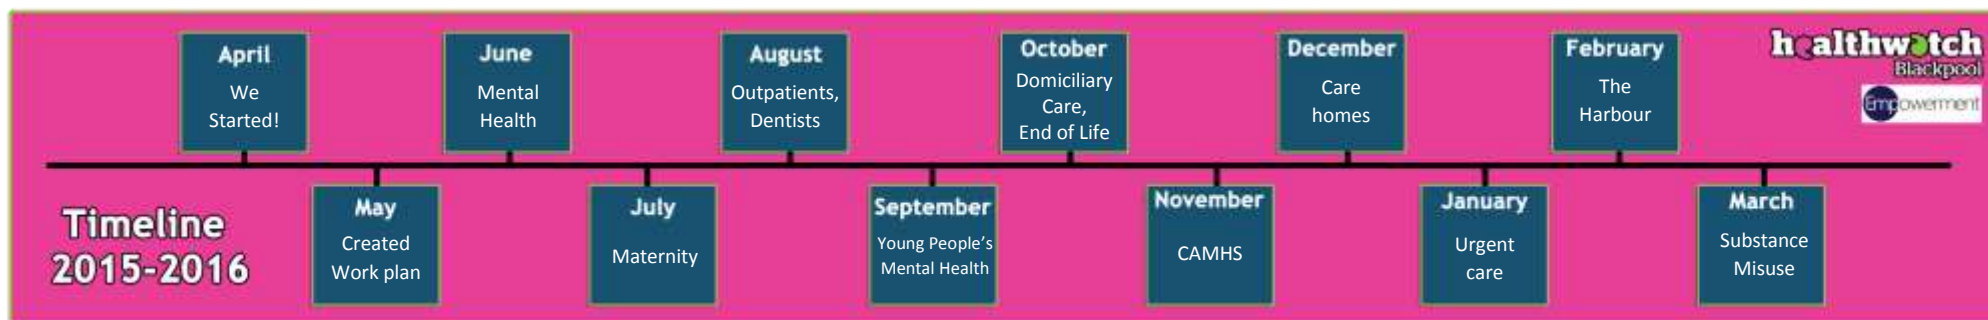 April
We
Started!
June
Mental
Health
August
Outpatients,
Dentists
October
Domiciliary
Care,
End of Life
December
Care
homes
February
The
Harbour
healthwatch
Blackpool
Empowerment
Timeline
2015-2016
May
Created
Work plan
July
Maternity
September
Young People's
Mental Health
November
CAMHS
January
Urgent
care
March
Substance
Misuse